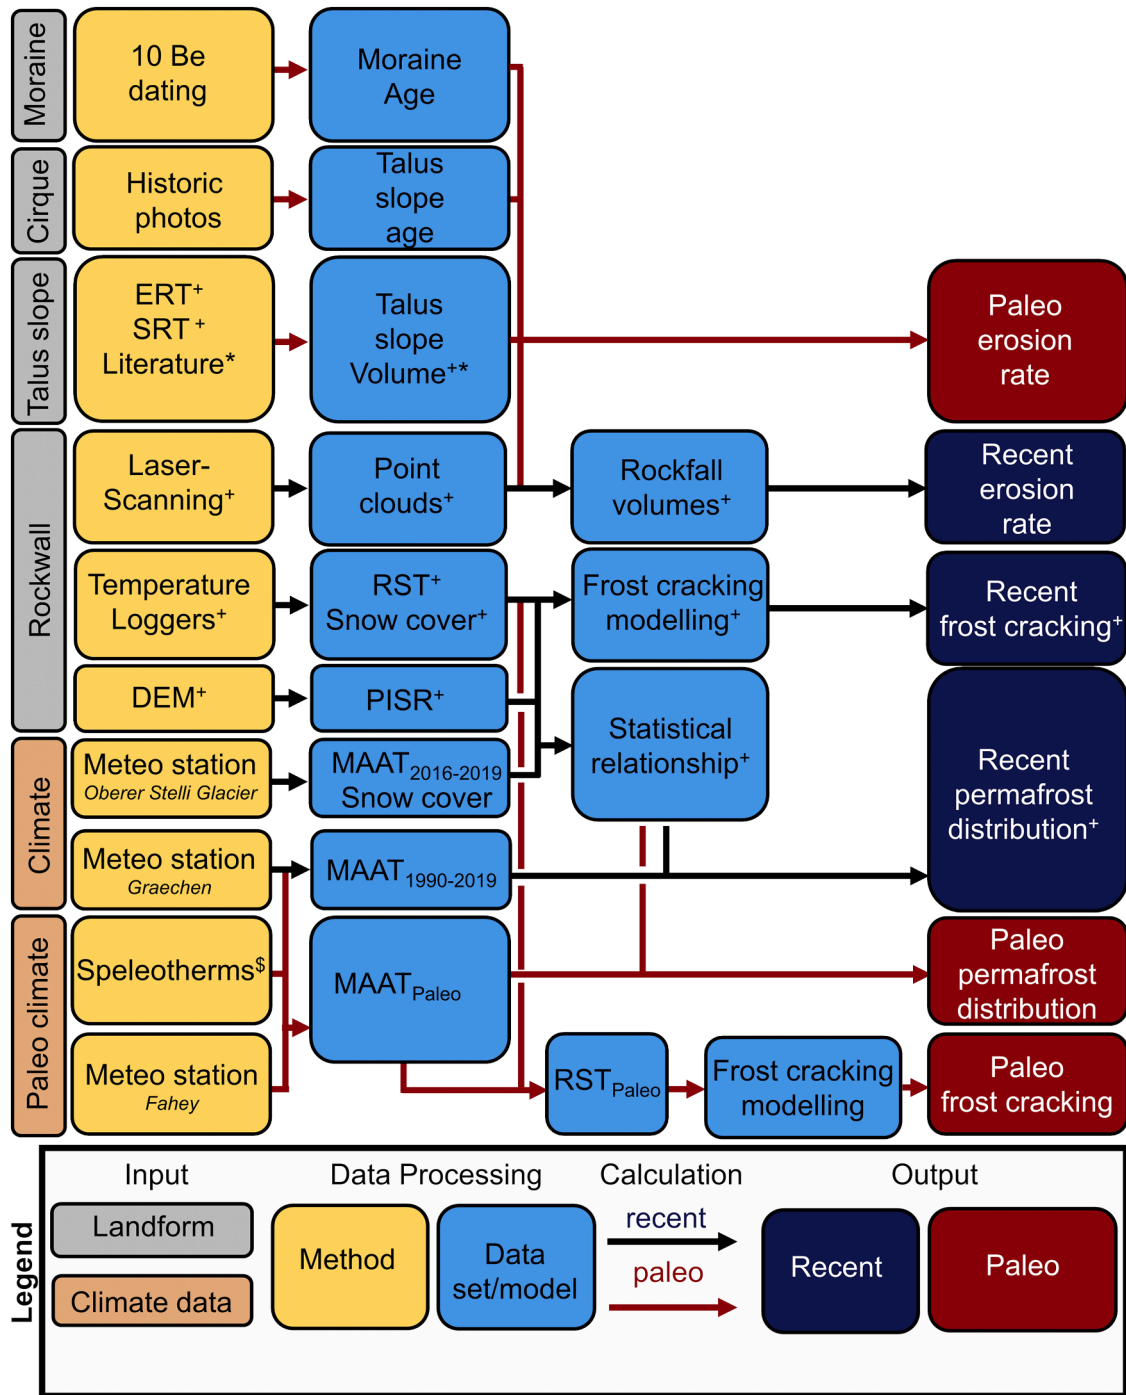 Moraine
10 Be
dating
Moraine
Age
Cirque
Historic
photos
Talus
slope
age
Talus slope
ERT⁺
SRT ⁺
Literature*
Talus
slope
Volume⁺*
Paleo
erosion
rate
Rockwall
Laser-
Scanning⁺
Point
clouds⁺
Rockfall
volumes⁺
Recent
erosion
rate
Temperature
Loggers⁺
RST⁺
Snow cover⁺
Frost cracking
modelling⁺
Recent
frost cracking⁺
DEM⁺
PISR⁺
Statistical
relationship⁺
Recent
permafrost
distribution⁺
Climate
Meteo station
Oberer Stelli Glacier
MAAT₂₀₁₆₋₂₀₁₉
Snow cover
Meteo station
Graechen
MAAT₁₉₉₀₋₂₀₁₉
Paleo climate
Speleotherms$
MAATPaleo
Paleo
permafrost
distribution
Meteo station
Fahey
RSTPaleo
Frost cracking
modelling
Paleo
frost cracking
Legend
Input
Data Processing
Calculation
Output
Landform
Climate data
Method
Data
set/model
recent
paleo
Recent
Paleo